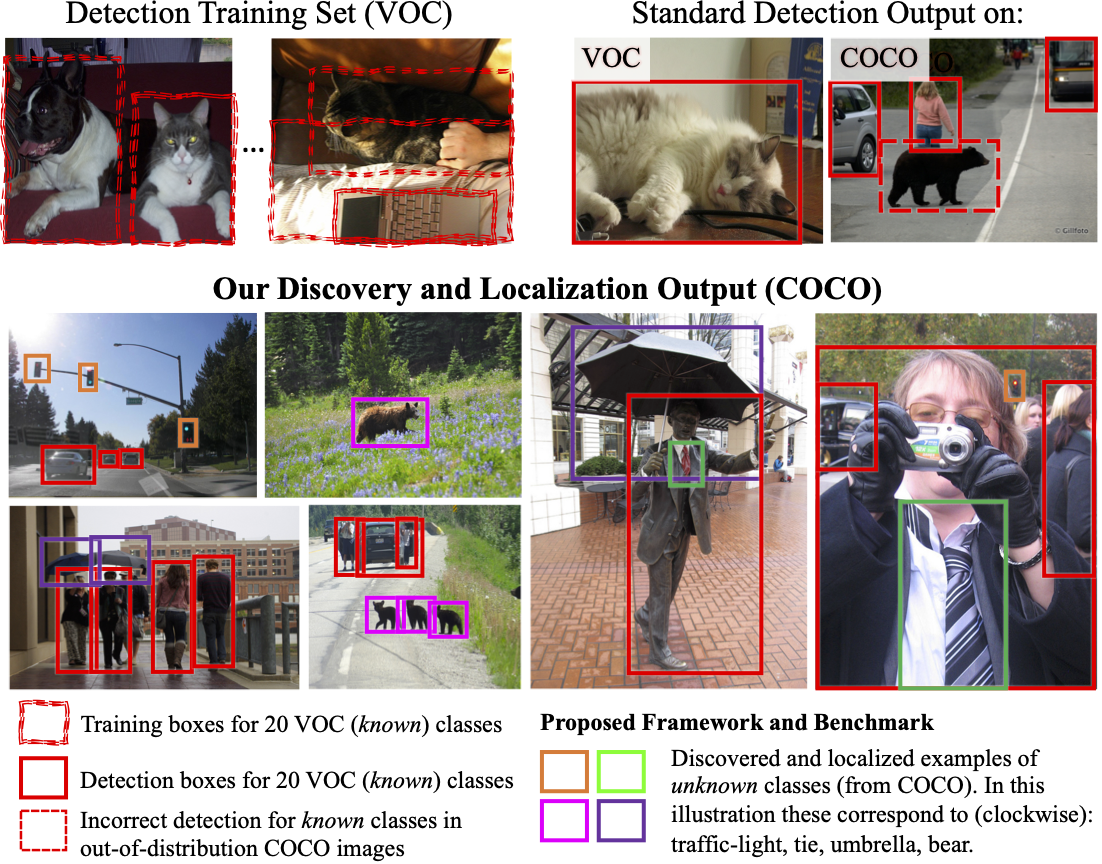 Detection Training Set (VOC)
Standard Detection Output on:
...
VOC
COCO
© Gillfoto
Our Discovery and Localization Output (COCO)
Training boxes for 20 VOC (known) classes
Detection boxes for 20 VOC (known) classes
Incorrect detection for known classes in
out-of-distribution COCO images
Proposed Framework and Benchmark
Discovered and localized examples of
unknown classes (from COCO). In this
illustration these correspond to (clockwise):
traffic-light, tie, umbrella, bear.